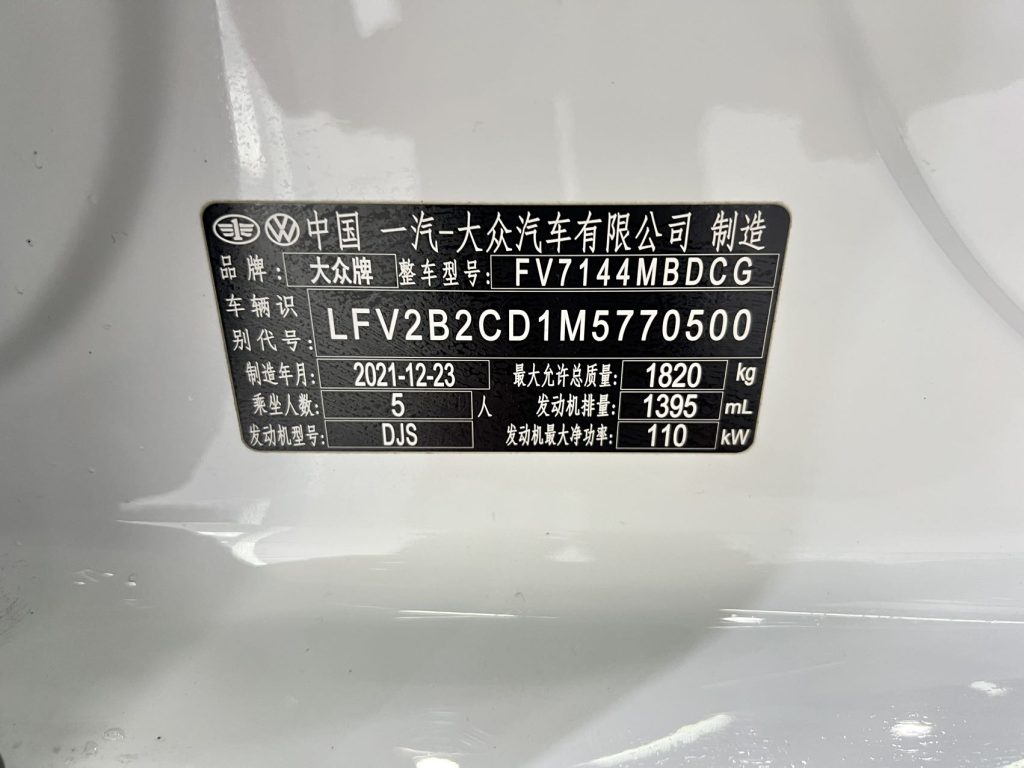 中国 一汽-大众汽车有限公司 制造
品牌: 大众牌 整车型号: FV7144MBDCG
车辆识别代号: LFV2B2CD1M5770500
制造年月: 2021-12-23 最大允许总质量: 1820 kg
乘坐人数: 5 人 发动机排量: 1395 mL
发动机型号: DJS 发动机最大净功率: 110 kW